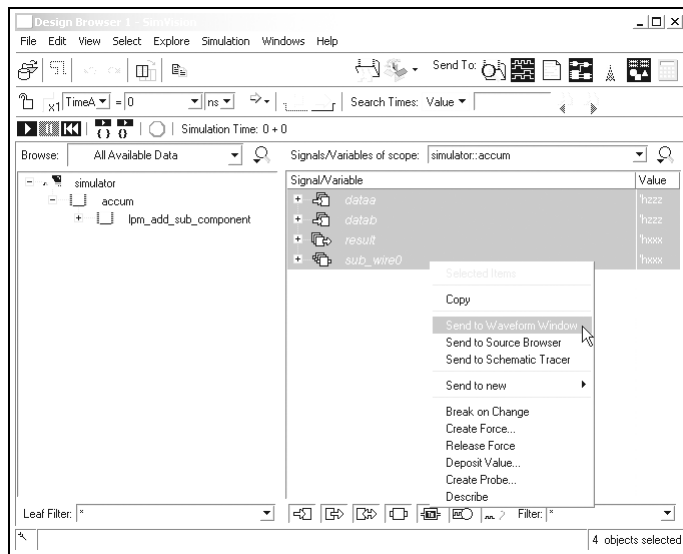 Design Browser 1 - SimVision
File Edit View Select Explore Simulation Windows Help
Send To:
x1 TimeA = 0 ns Search Times: Value
Simulation Time: 0 + 0
Browse: All Available Data Signals/Variables of scope: simulator::accum
simulator
accum
lpm_add_sub_component
Signal/Variable Value
dataa 'hzzz
datab 'hzzz
result 'hxxx
sub_wire0 'hxxx
Selected Items
Copy
Send to Waveform Window
Send to Source Browser
Send to Schematic Tracer
Send to new
Break on Change
Create Force...
Release Force
Deposit Value...
Create Probe...
Describe
Leaf Filter: * Filter: *
4 objects selected